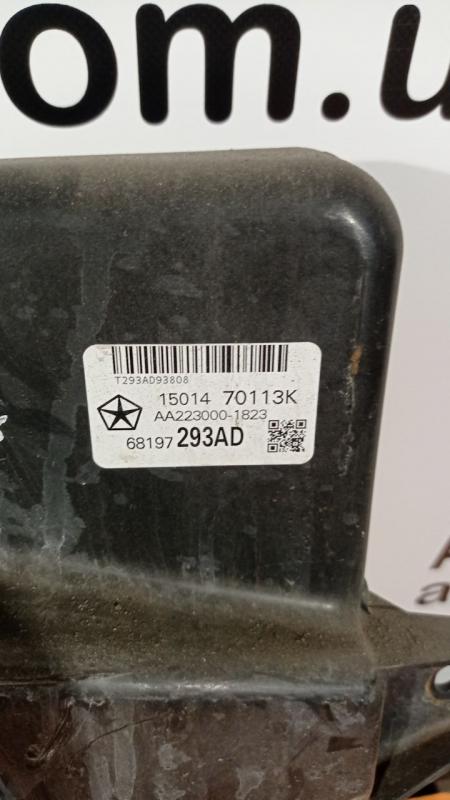 om.u
T293AD93808
15014 70113K
AA223000-1823
68197 293AD